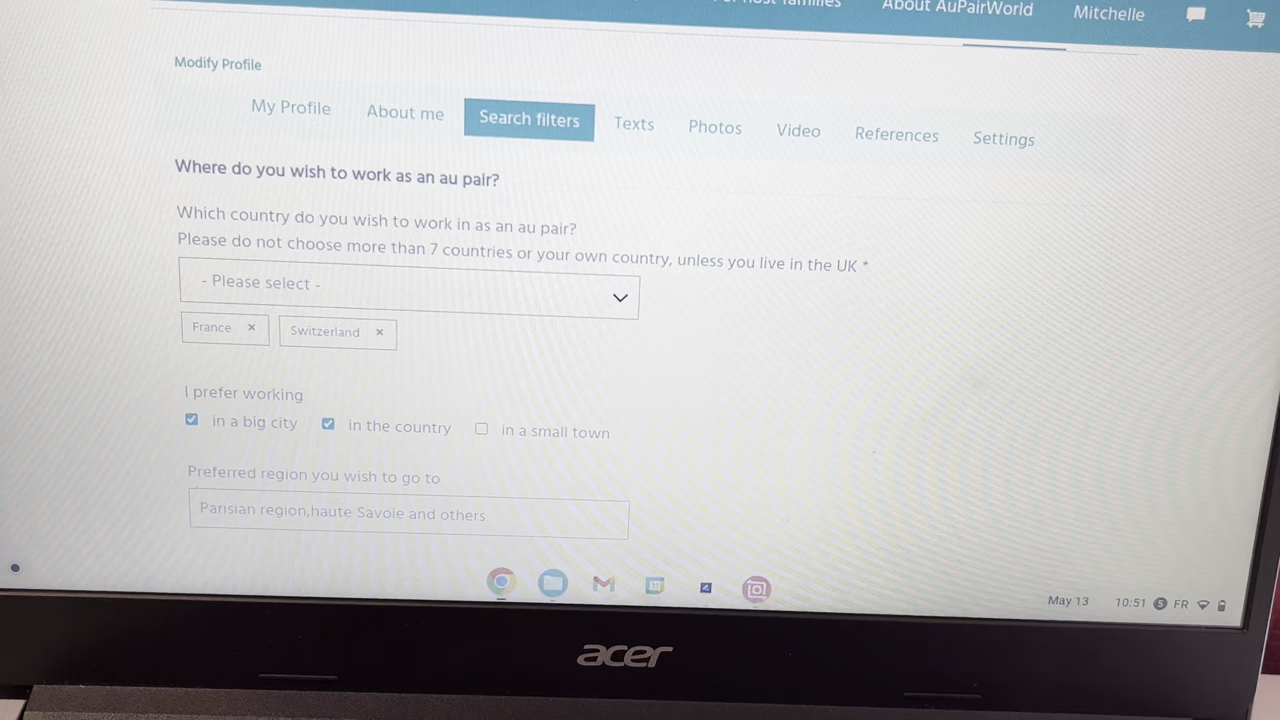 families
About AuPairWorld
Mitchelle
Modify Profile
My Profile
About me
Search filters
Texts
Photos
Video
References
Settings
Where do you wish to work as an au pair?
Which country do you wish to work in as an au pair?
Please do not choose more than 7 countries or your own country, unless you live in the UK *
- Please select -
France ×
Switzerland ×
I prefer working
in a big city
in the country
in a small town
Preferred region you wish to go to
Parisian region,haute Savoie and others
May 13
10:51
5
FR
acer